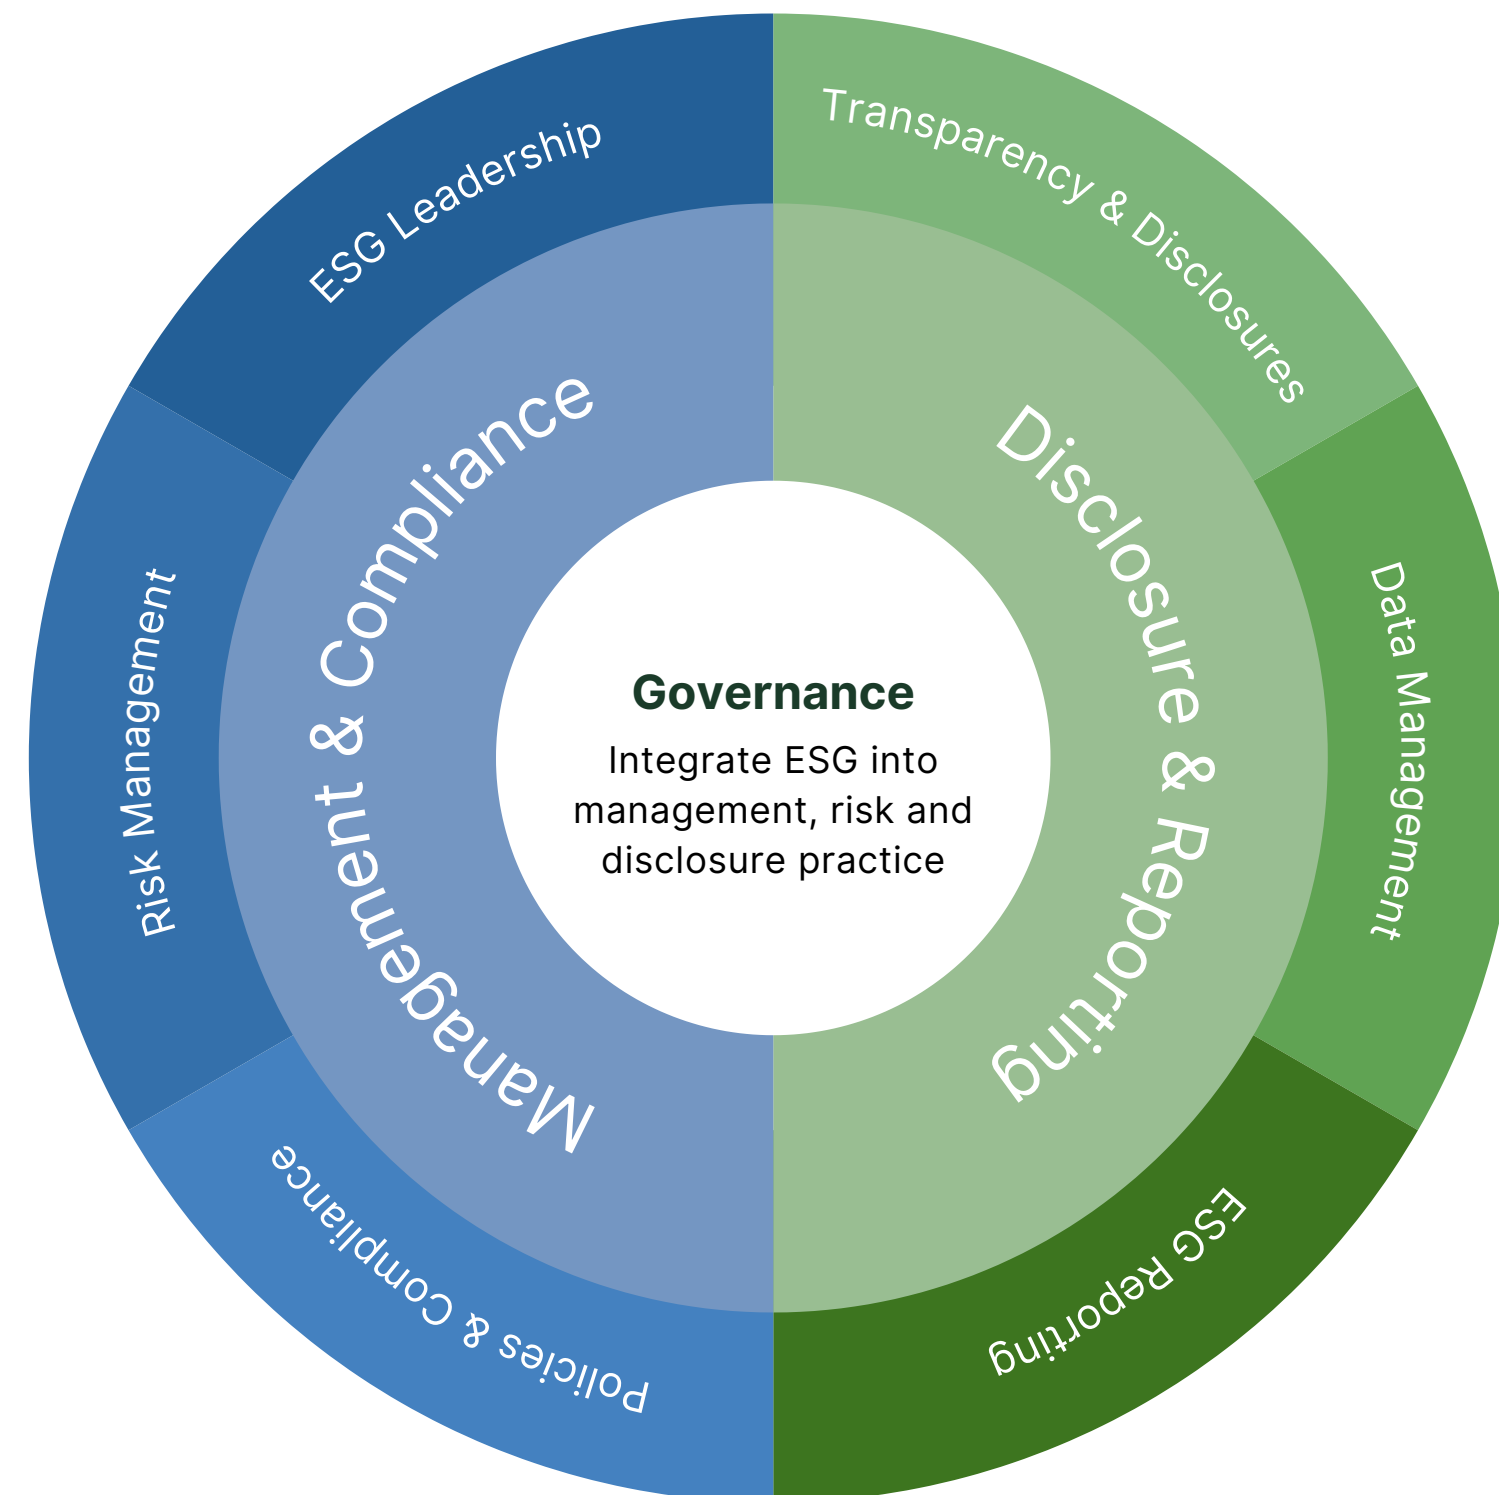 Governance
Integrate ESG into
management, risk and
disclosure practice
Management & Compliance
Disclosure & Reporting
ESG Leadership
Transparency & Disclosures
Data Management
ESG Reporting
Policies & Compliance
Risk Management